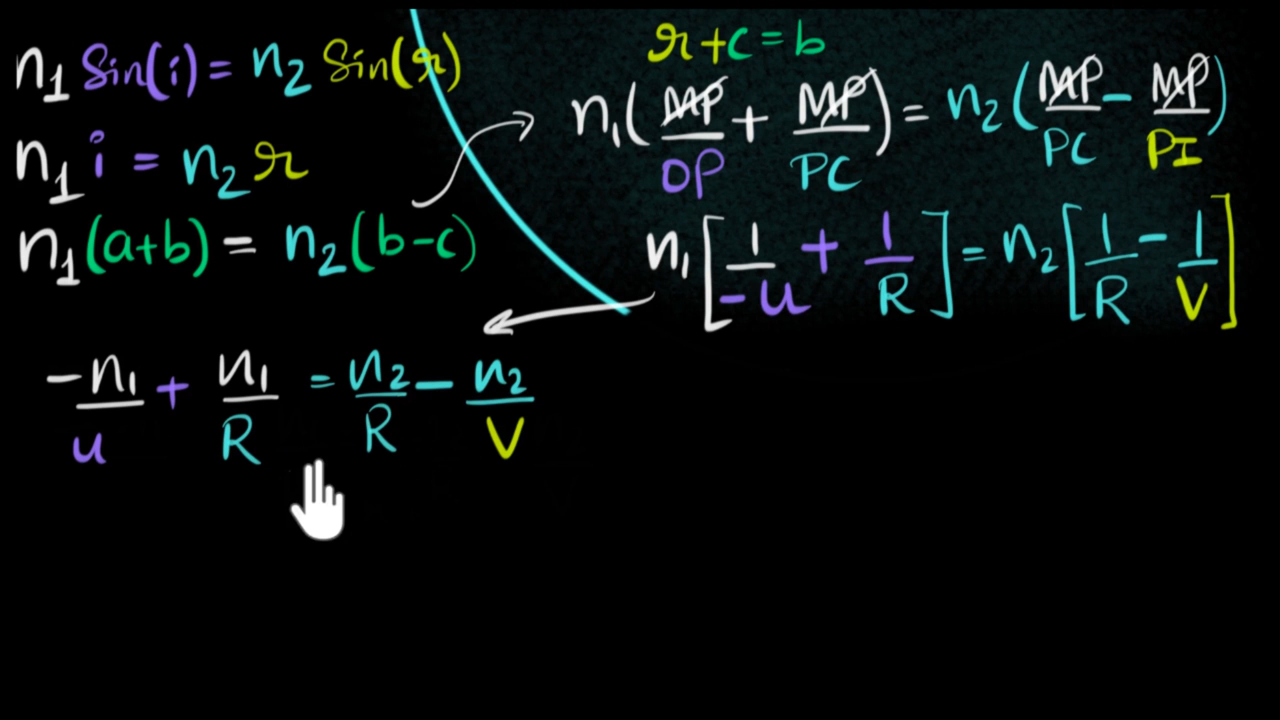 n₁ Sin(i) = n₂ Sin(r)
n₁ i = n₂ r
n₁(a+b) = n₂(b-c)
r+c=b
n₁(MP/OP + MP/PC) = n₂(MP/PC - MP/PI)
n₁[1/-u + 1/R] = n₂[1/R - 1/V]
-n₁/u + n₁/R = n₂/R - n₂/V